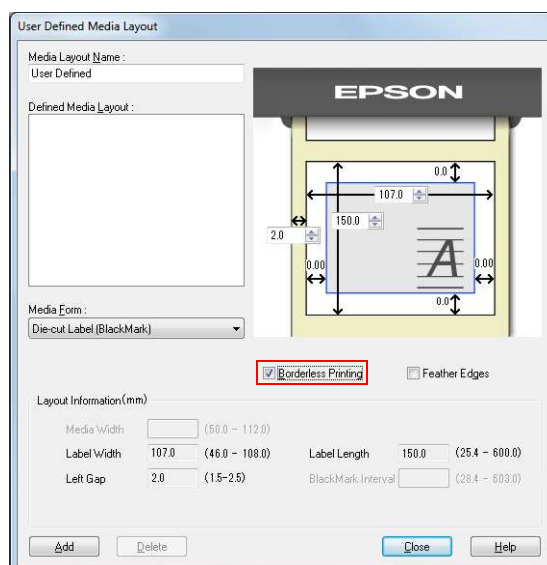 User Defined Media Layout
Media Layout Name :
User Defined
Defined Media Layout :
EPSON
0.0
107.0
150.0
2.0
A
0.00 0.00
0.0
Media Form :
Die-cut Label (BlackMark)
Borderless Printing Feather Edges
Layout Information(mm)
Media Width (50.0 - 112.0)
Label Width 107.0 (46.0 - 108.0) Label Length 150.0 (25.4 - 600.0)
Left Gap 2.0 (1.5-2.5) BlackMark Interval (28.4 - 603.0)
Add Delete Close Help